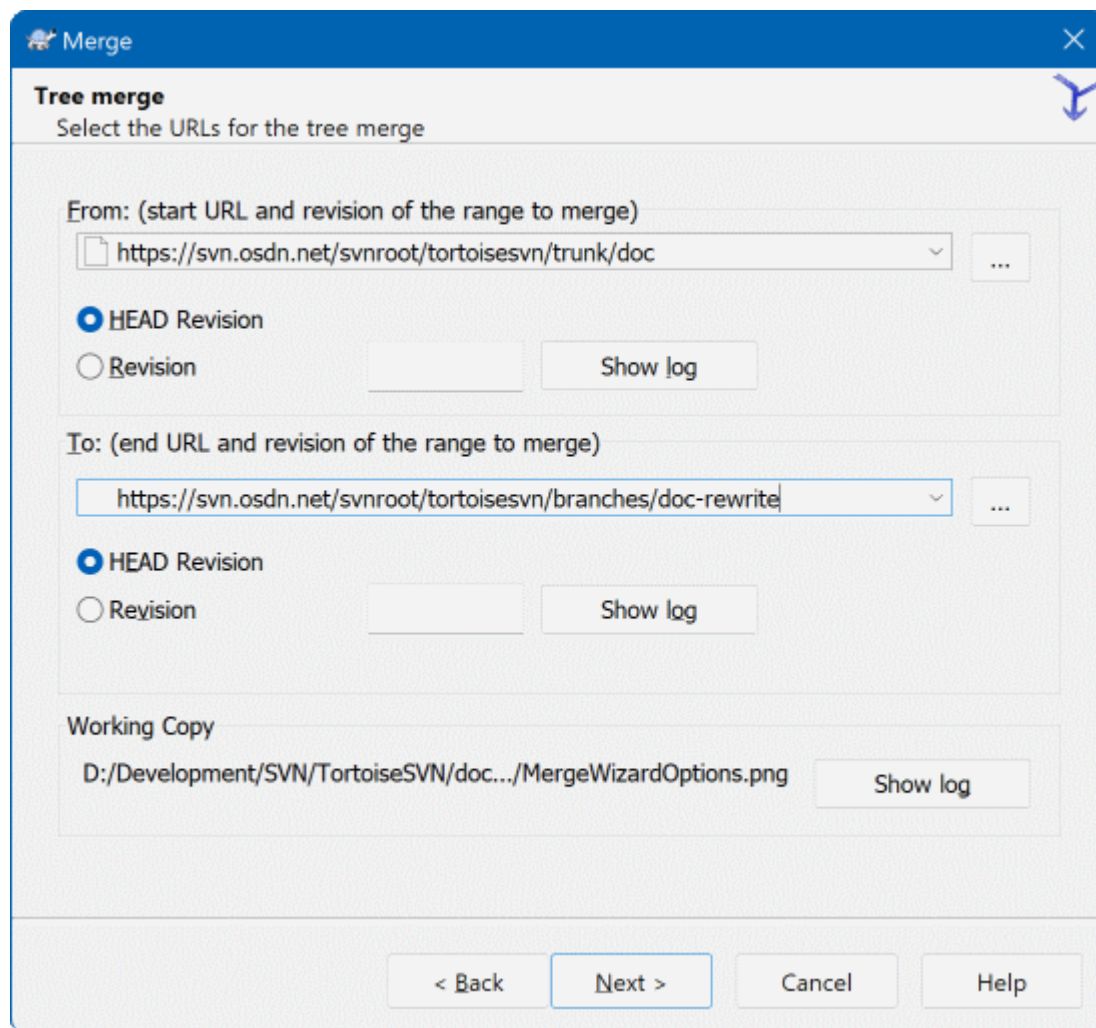 Merge
Tree merge
Select the URLs for the tree merge
From: (start URL and revision of the range to merge)
https://svn.osdn.net/svnroot/tortoisesvn/trunk/doc
...
HEAD Revision
Revision
Show log
To: (end URL and revision of the range to merge)
https://svn.osdn.net/svnroot/tortoisesvn/branches/doc-rewrite
...
HEAD Revision
Revision
Show log
Working Copy
D:/Development/SVN/TortoiseSVN/doc.../MergeWizardOptions.png
Show log
< Back
Next >
Cancel
Help